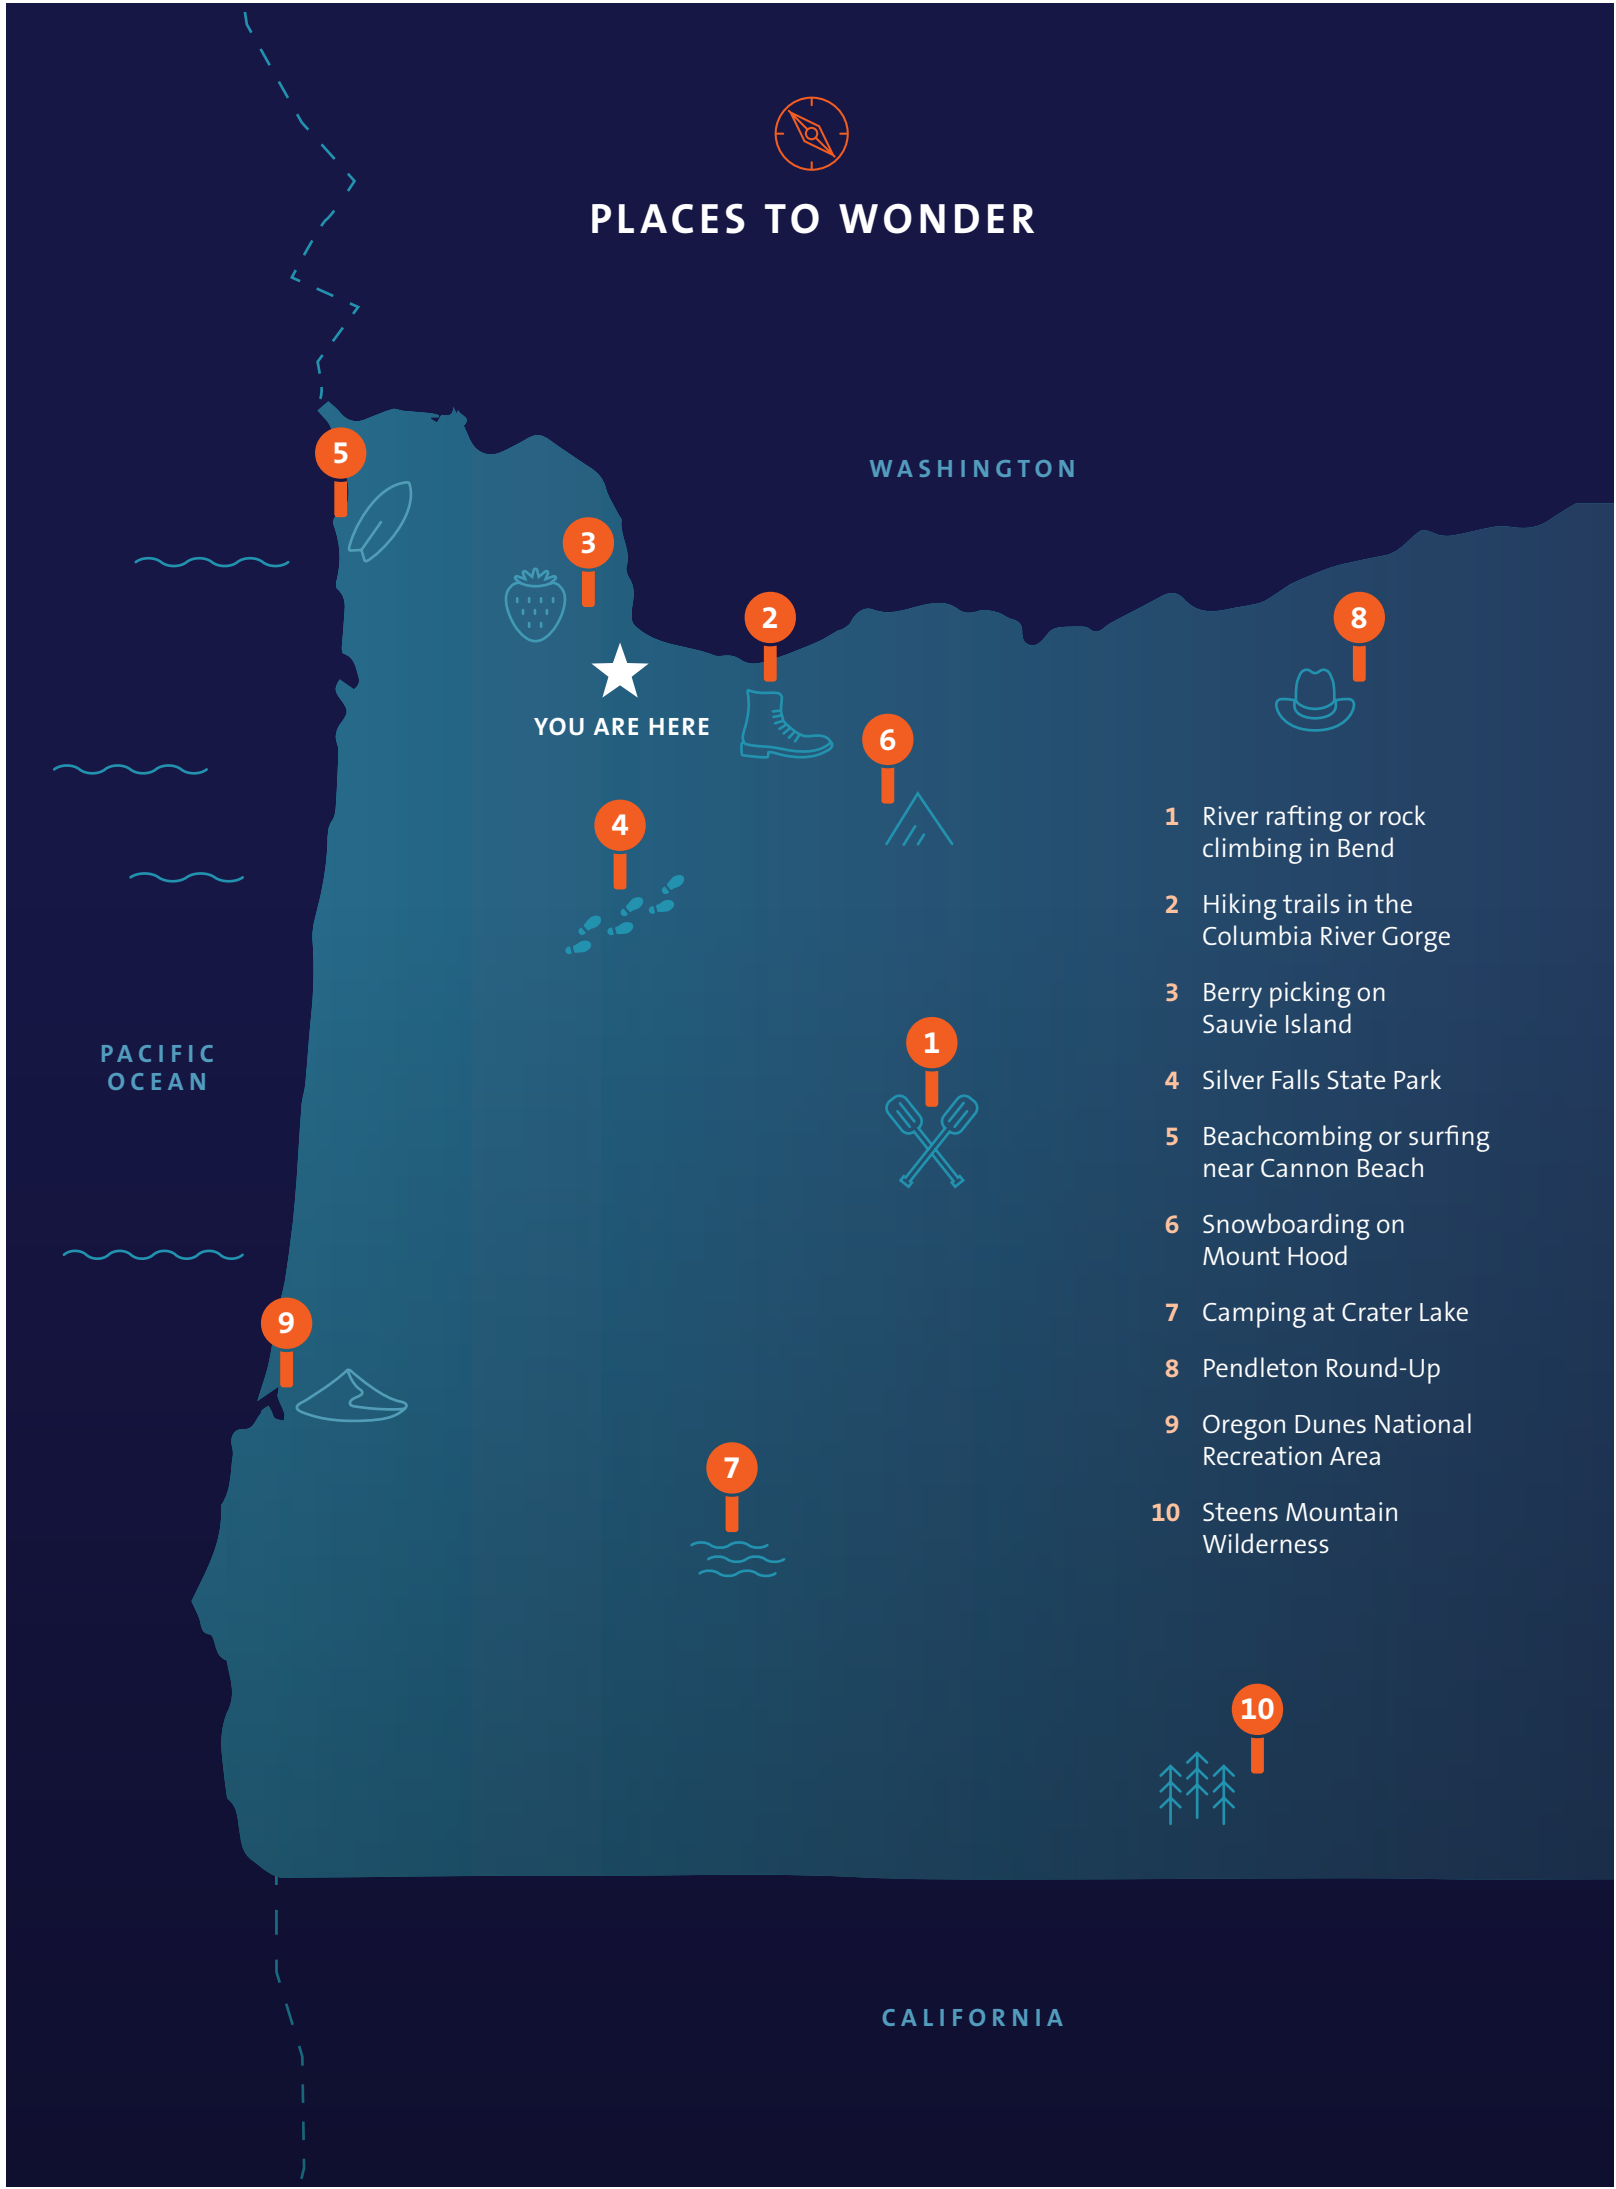 PLACES TO WONDER
WASHINGTON
5
3
2
8
YOU ARE HERE
6
4
1
PACIFIC
OCEAN
9
7
10
1 River rafting or rock
climbing in Bend
2 Hiking trails in the
Columbia River Gorge
3 Berry picking on
Sauvie Island
4 Silver Falls State Park
5 Beachcombing or surfing
near Cannon Beach
6 Snowboarding on
Mount Hood
7 Camping at Crater Lake
8 Pendleton Round-Up
9 Oregon Dunes National
Recreation Area
10 Steens Mountain
Wilderness
CALIFORNIA